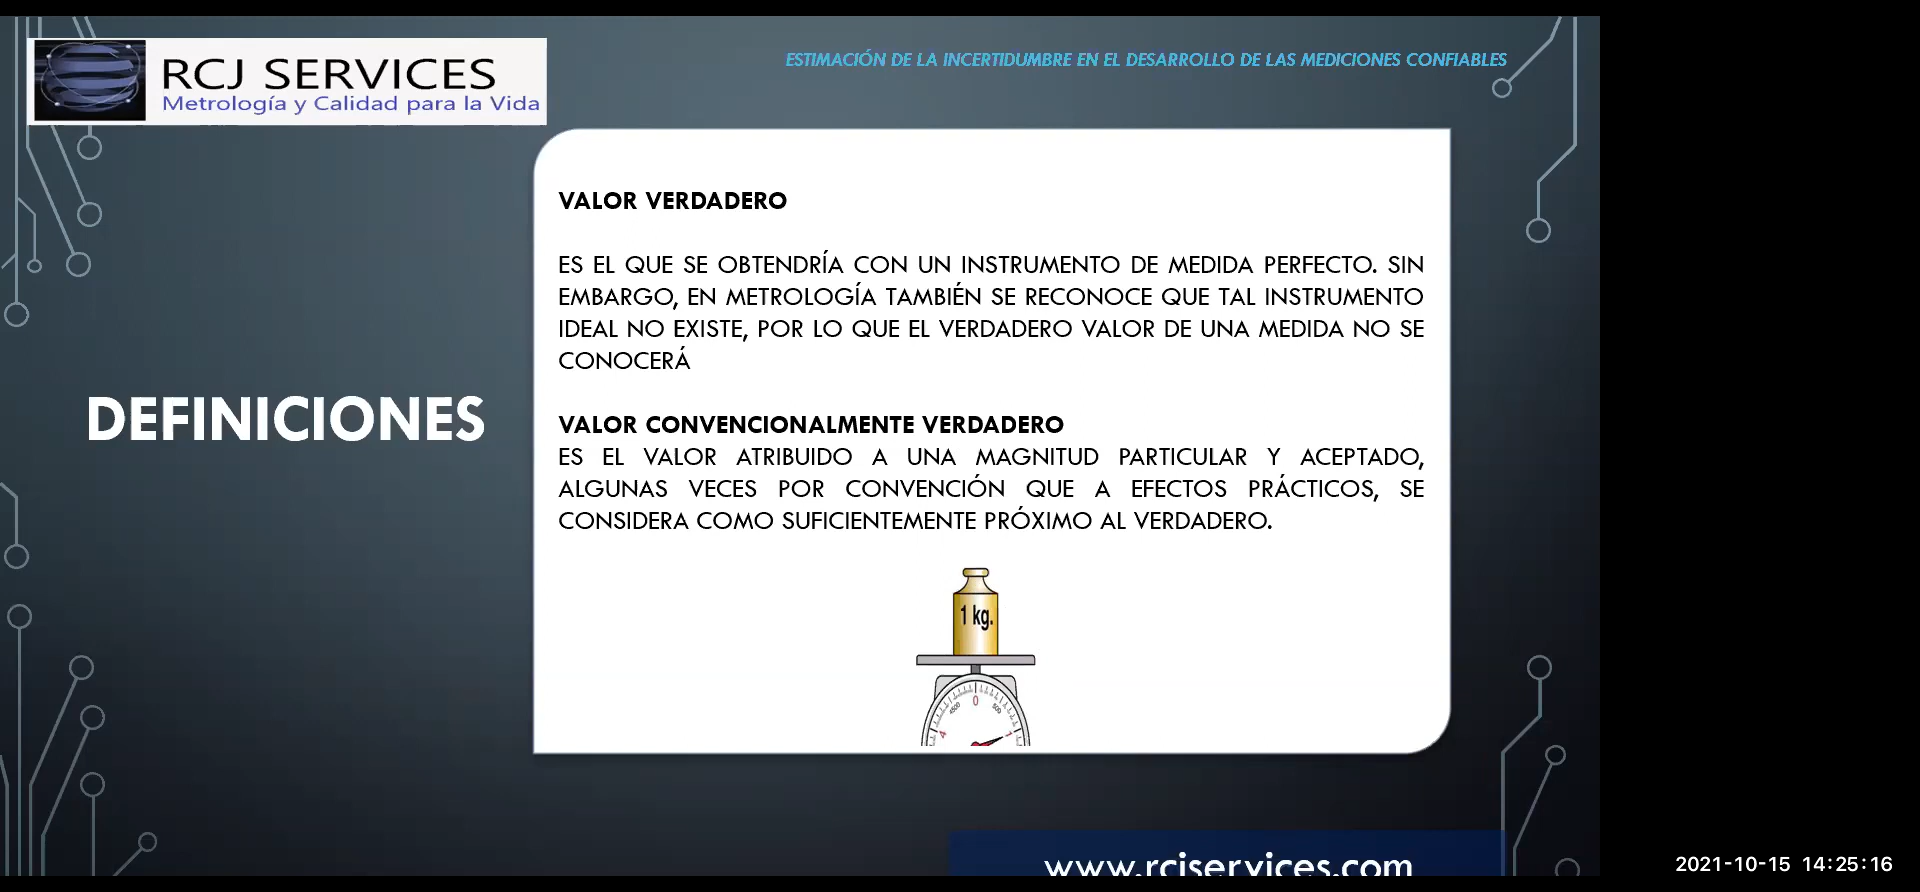 RCJ SERVICES
Metrología y Calidad para la Vida
ESTIMACIÓN DE LA INCERTIDUMBRE EN EL DESARROLLO DE LAS MEDICIONES CONFIABLES
DEFINICIONES
VALOR VERDADERO
ES EL QUE SE OBTENDRÍA CON UN INSTRUMENTO DE MEDIDA PERFECTO. SIN
EMBARGO, EN METROLOGÍA TAMBIÉN SE RECONOCE QUE TAL INSTRUMENTO
IDEAL NO EXISTE, POR LO QUE EL VERDADERO VALOR DE UNA MEDIDA NO SE
CONOCERÁ
VALOR CONVENCIONALMENTE VERDADERO
ES EL VALOR ATRIBUIDO A UNA MAGNITUD PARTICULAR Y ACEPTADO,
ALGUNAS VECES POR CONVENCIÓN QUE A EFECTOS PRÁCTICOS, SE
CONSIDERA COMO SUFICIENTEMENTE PRÓXIMO AL VERDADERO.
1 kg.
0
4500 500
4 1
www.rcjservices.com
2021-10-15 14:25:16